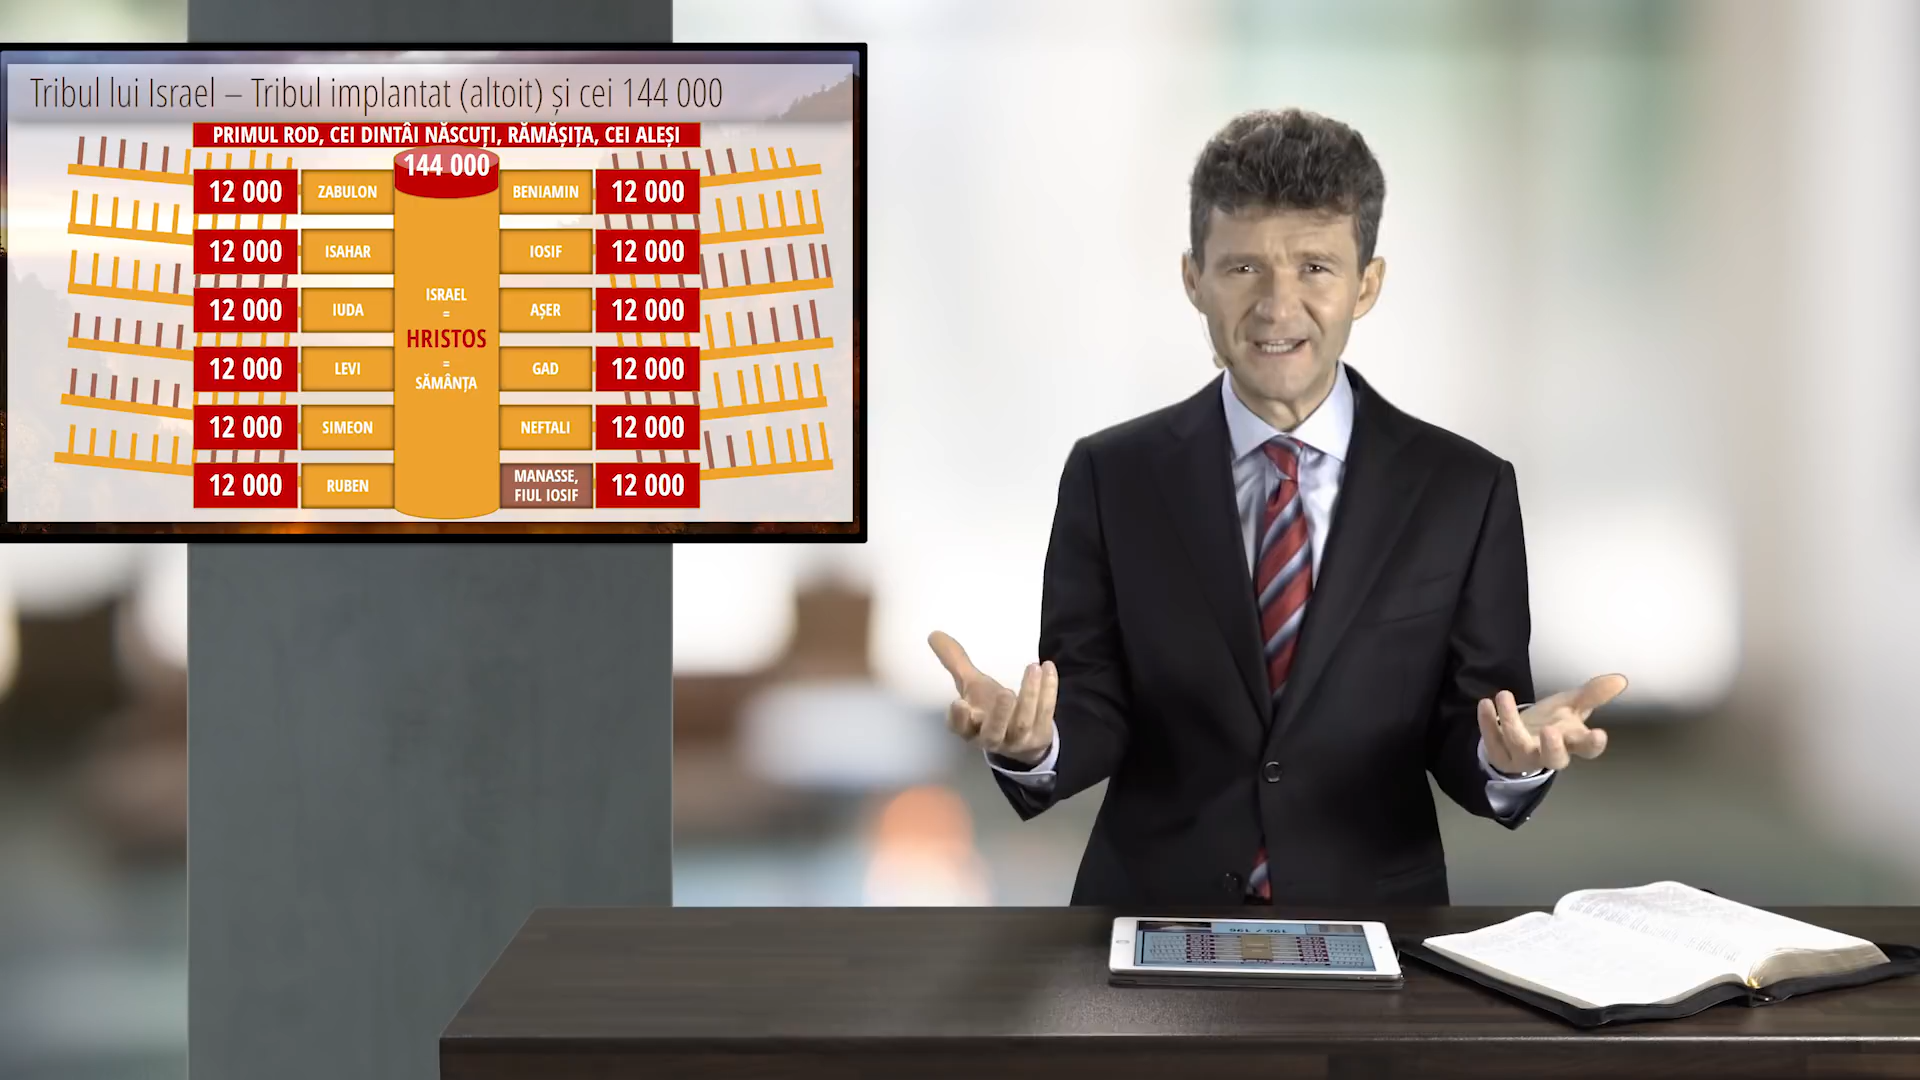 Tribul lui Israel – Tribul implantat (altoit) și cei 144 000
PRIMUL ROD, CEI DINTÂI NĂSCUȚI, RĂMĂȘIȚA, CEI ALEȘI
144 000
12 000 ZABULON BENIAMIN 12 000
12 000 ISAHAR IOSIF 12 000
12 000 IUDA AȘER 12 000
12 000 LEVI GAD 12 000
12 000 SIMEON NEFTALI 12 000
12 000 RUBEN MANASSE, 12 000
FIUL IOSIF
ISRAEL
=
HRISTOS
=
SĂMÂNȚA
196 / 196